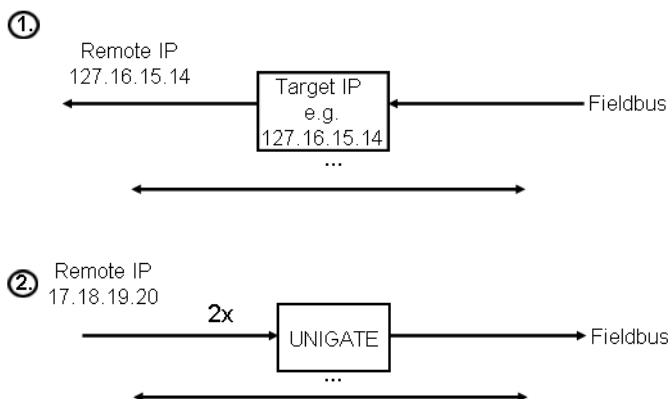 1.
Remote IP
127.16.15.14
Target IP
e.g.
127.16.15.14
Fieldbus
...
2.
Remote IP
17.18.19.20
2x
UNIGATE
Fieldbus
...